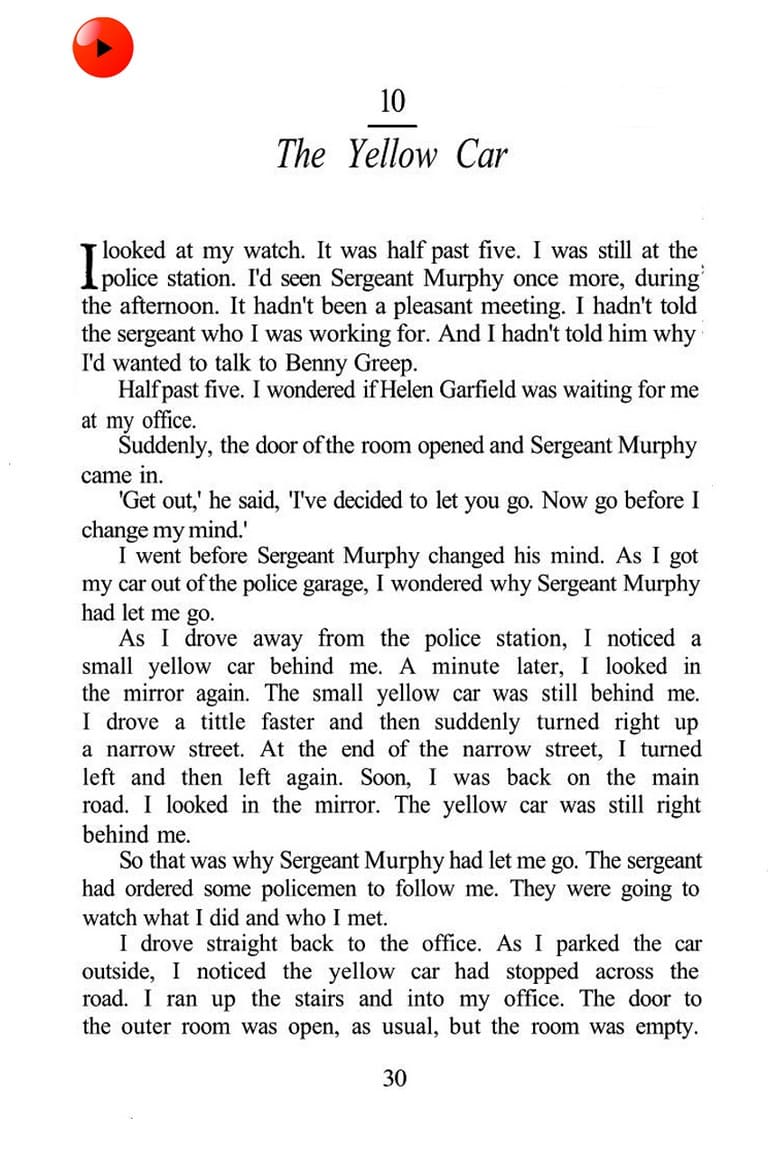 10
The Yellow Car
I looked at my watch. It was half past five. I was still at the
police station. I'd seen Sergeant Murphy once more, during
the afternoon. It hadn't been a pleasant meeting. I hadn't told
the sergeant who I was working for. And I hadn't told him why
I'd wanted to talk to Benny Greep.
Half past five. I wondered if Helen Garfield was waiting for me
at my office.
Suddenly, the door of the room opened and Sergeant Murphy
came in.
'Get out,' he said, 'I've decided to let you go. Now go before I
change my mind.'
I went before Sergeant Murphy changed his mind. As I got
my car out of the police garage, I wondered why Sergeant Murphy
had let me go.
As I drove away from the police station, I noticed a
small yellow car behind me. A minute later, I looked in
the mirror again. The small yellow car was still behind me.
I drove a tittle faster and then suddenly turned right up
a narrow street. At the end of the narrow street, I turned
left and then left again. Soon, I was back on the main
road. I looked in the mirror. The yellow car was still right
behind me.
So that was why Sergeant Murphy had let me go. The sergeant
had ordered some policemen to follow me. They were going to
watch what I did and who I met.
I drove straight back to the office. As I parked the car
outside, I noticed the yellow car had stopped across the
road. I ran up the stairs and into my office. The door to
the outer room was open, as usual, but the room was empty.
30